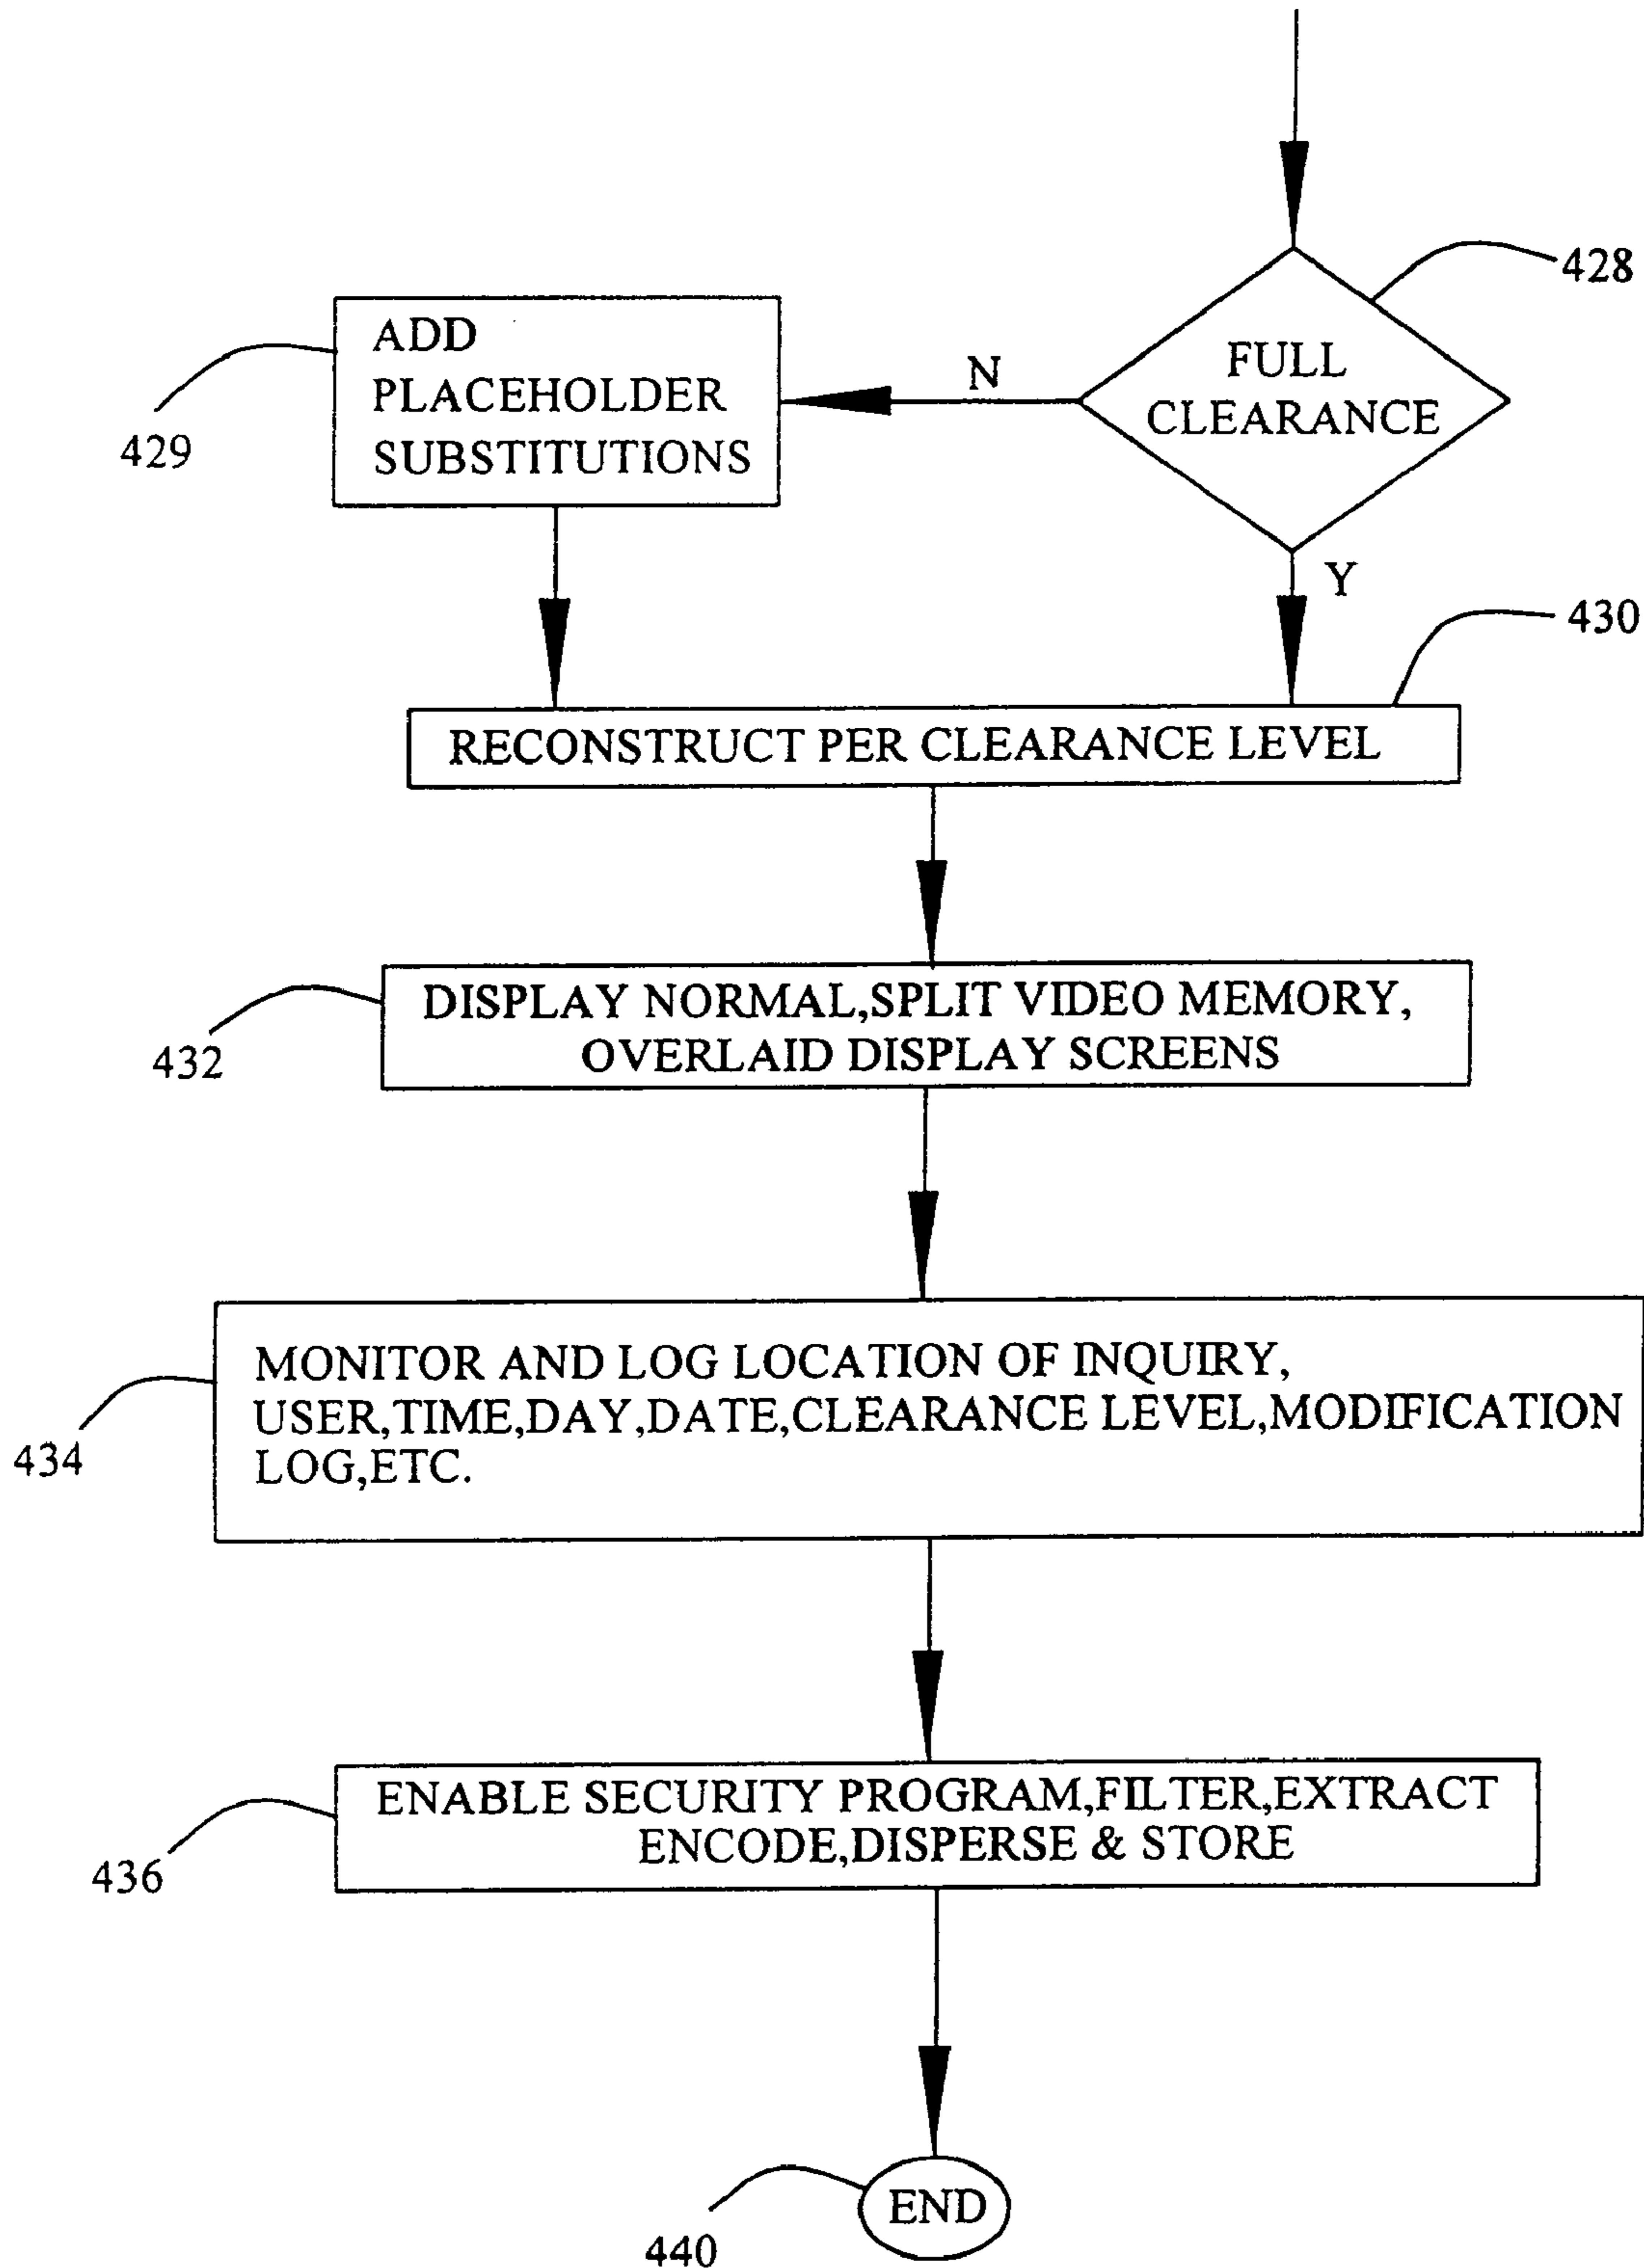 428
FULL
CLEARANCE
N
Y
ADD
PLACEHOLDER
SUBSTITUTIONS
429
430
RECONSTRUCT PER CLEARANCE LEVEL
DISPLAY NORMAL,SPLIT VIDEO MEMORY,
OVERLAID DISPLAY SCREENS
432
MONITOR AND LOG LOCATION OF INQUIRY,
USER,TIME,DAY,DATE,CLEARANCE LEVEL,MODIFICATION
LOG,ETC.
434
ENABLE SECURITY PROGRAM,FILTER,EXTRACT
ENCODE,DISPERSE & STORE
436
END
440